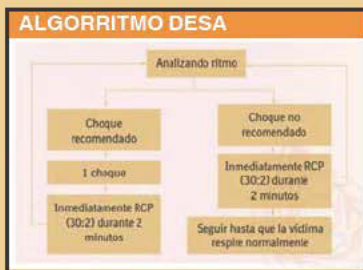 ALGORRITMO DESA
Analizando ritmo
Choque
recomendado
1 choque
Inmediatamente RCP
(30:2) durante 2
minutos
Choque no
recomendado
Inmediatamente RCP
(30:2) durante
2 minutos
Seguir hasta que la víctima
respire normalmente